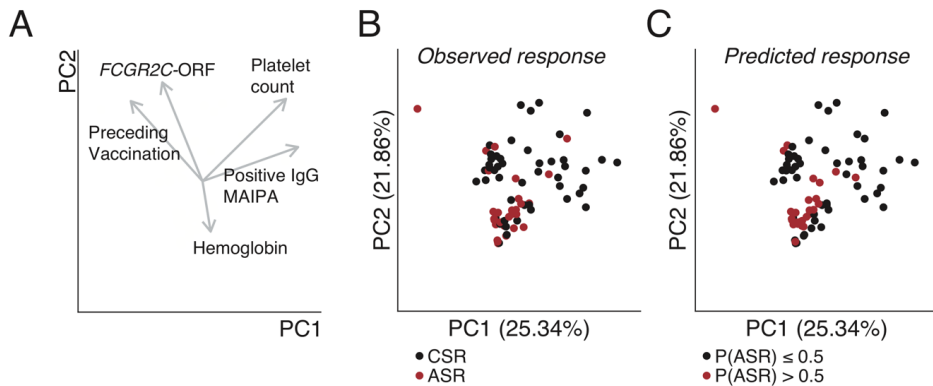 A
PC2
FCGR2C-ORF
Platelet
count
Preceding
Vaccination
Positive IgG
MAIPA
Hemoglobin
PC1
B
Observed response
PC2 (21.86%)
PC1 (25.34%)
CSR
ASR
C
Predicted response
PC2 (21.86%)
PC1 (25.34%)
P(ASR) ≤ 0.5
P(ASR) > 0.5